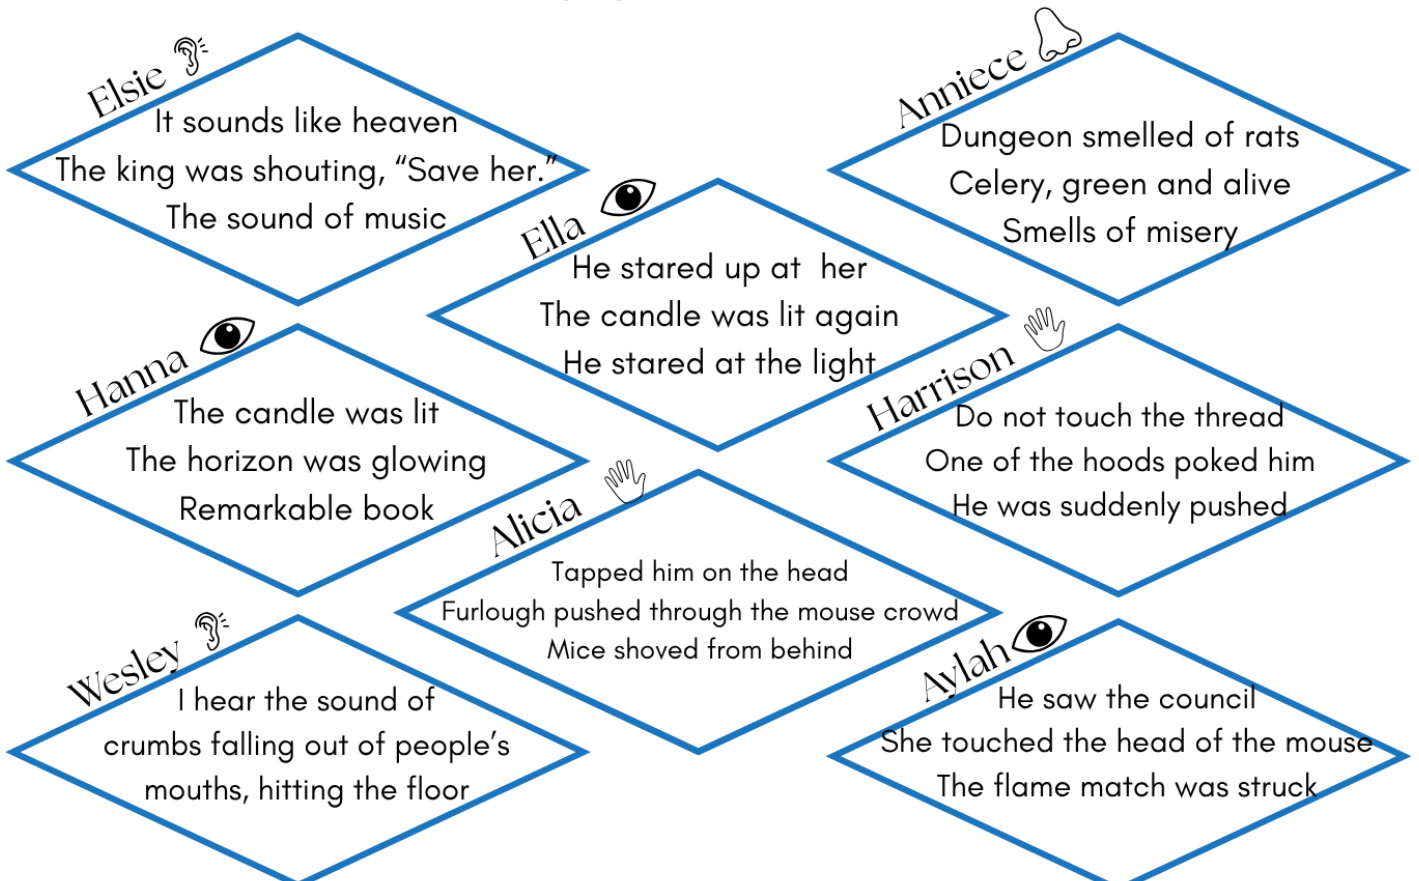 Elsie
It sounds like heaven
The king was shouting, “Save her.”
The sound of music
Anniece
Dungeon smelled of rats
Celery, green and alive
Smells of misery
Ella
He stared up at  her
The candle was lit again
He stared at the light
Hanna
The candle was lit
The horizon was glowing
Remarkable book
Harrison
Do not touch the thread
One of the hoods poked him
He was suddenly pushed
Alicia
Tapped him on the head
Furlough pushed through the mouse crowd
Mice shoved from behind
Wesley
I hear the sound of
crumbs falling out of people’s
mouths, hitting the floor
Aylah
He saw the council
She touched the head of the mouse
The flame match was struck